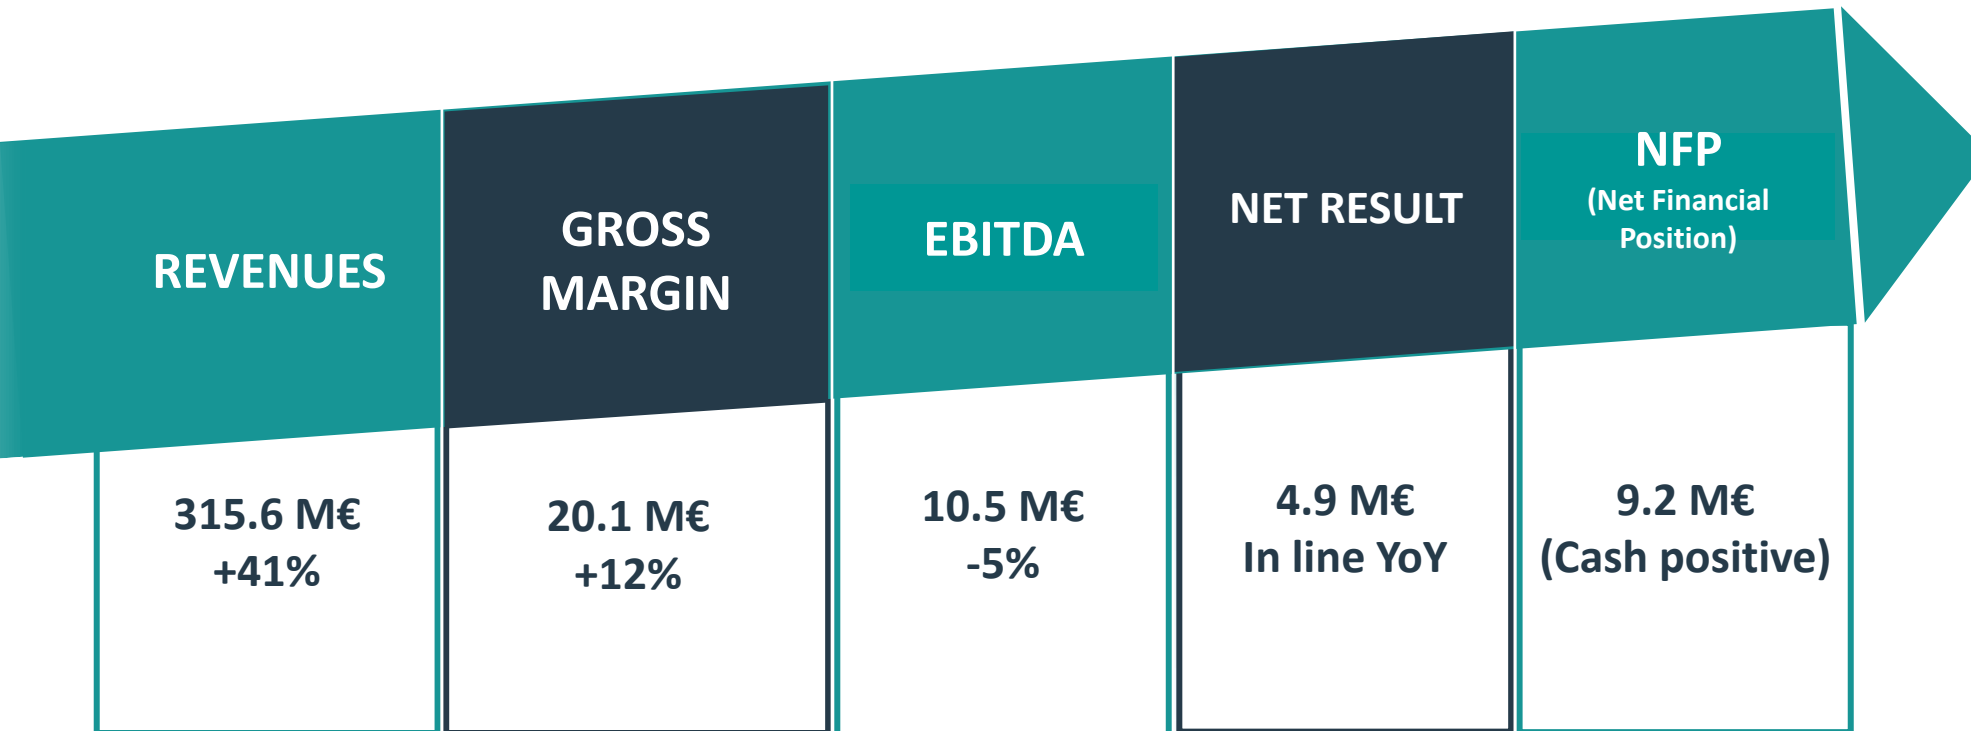 REVENUES
315.6 M€
+41%
GROSS
MARGIN
20.1 M€
+12%
EBITDA
10.5 M€
-5%
NET RESULT
4.9 M€
In line YoY
NFP
(Net Financial
Position)
9.2 M€
(Cash positive)